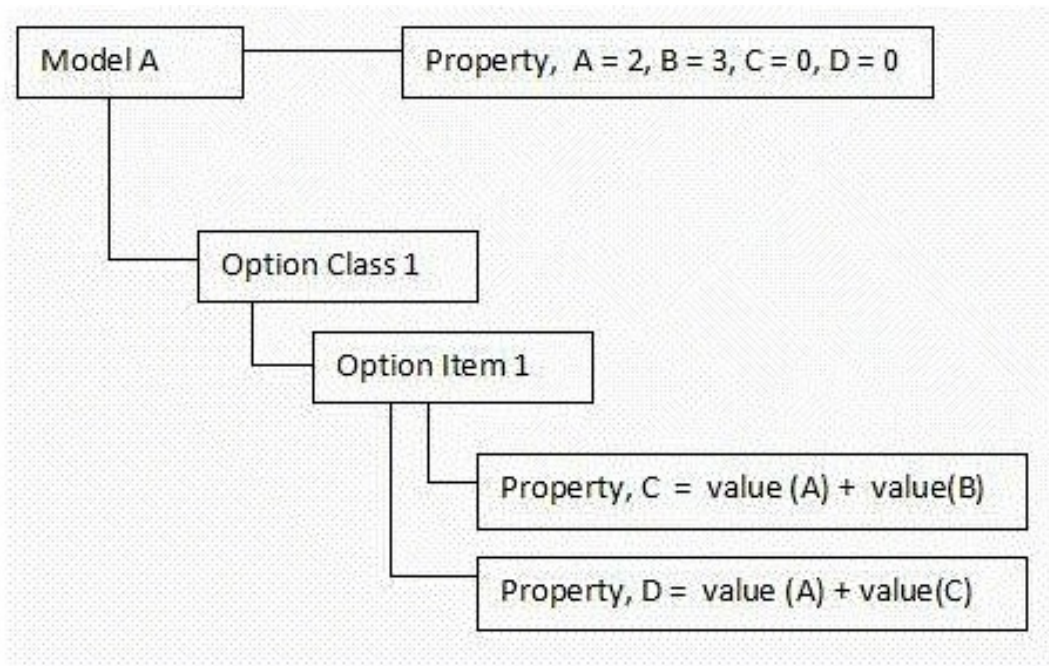 Model A
Property, A = 2, B = 3, C = 0, D = 0
Option Class 1
Option Item 1
Property, C = value (A) + value(B)
Property, D = value (A) + value(C)